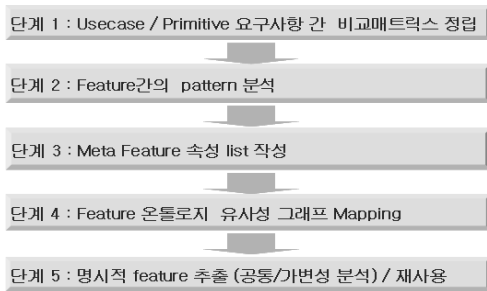 단계 1 : Usecase / Primitive 요구사항 간 비교매트릭스 정립
단계 2 : Feature간의 pattern 분석
단계 3 : Meta Feature 속성 list 작성
단계 4 : Feature 온톨로지 유사성 그래프 Mapping
단계 5 : 명시적 feature 추출 (공통/가변성 분석) / 재사용